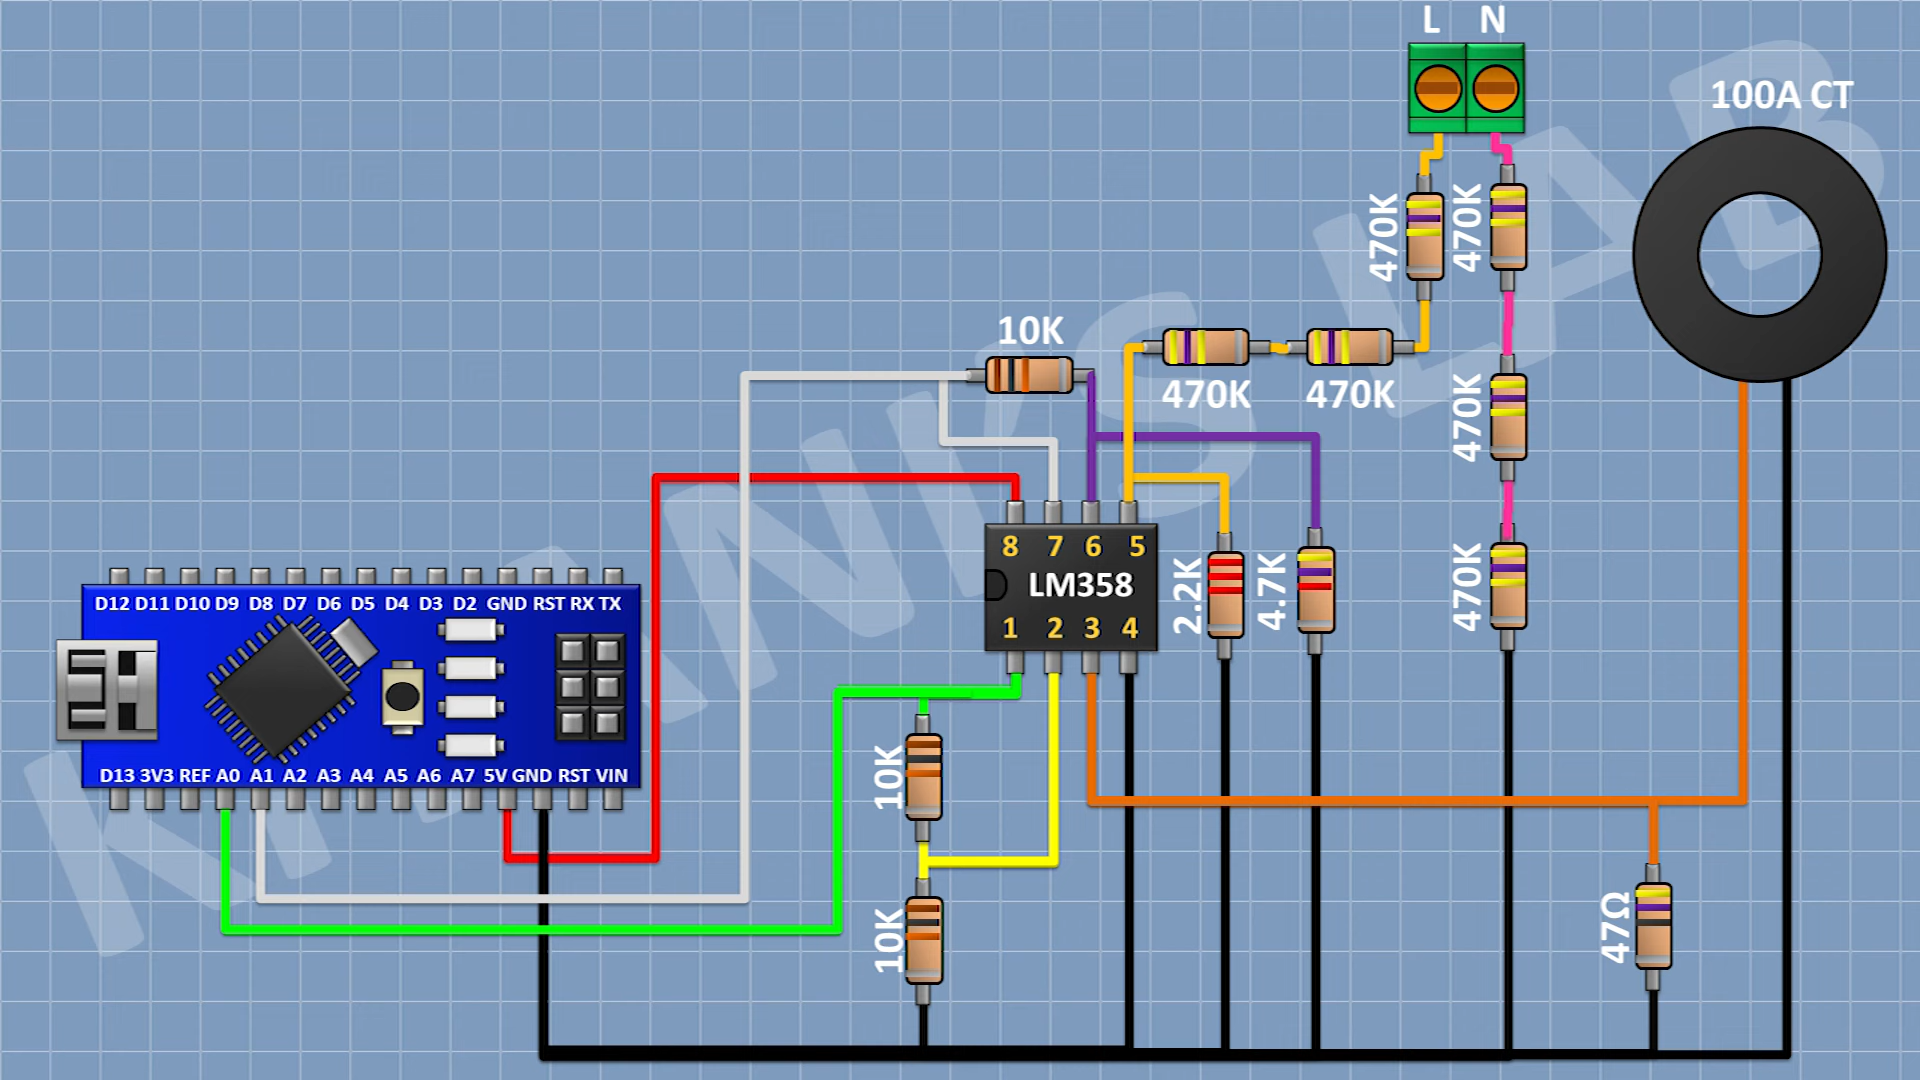 L N
100A CT
470K
470K
10K
470K 470K
470K
8 7 6 5
LM358
1 2 3 4
2.2K
4.7K
470K
D12 D11 D10 D9 D8 D7 D6 D5 D4 D3 D2 GND RST RX TX
D13 3V3 REF A0 A1 A2 A3 A4 A5 A6 A7 5V GND RST VIN
10K
10K
47Ω
KHANKS LAB